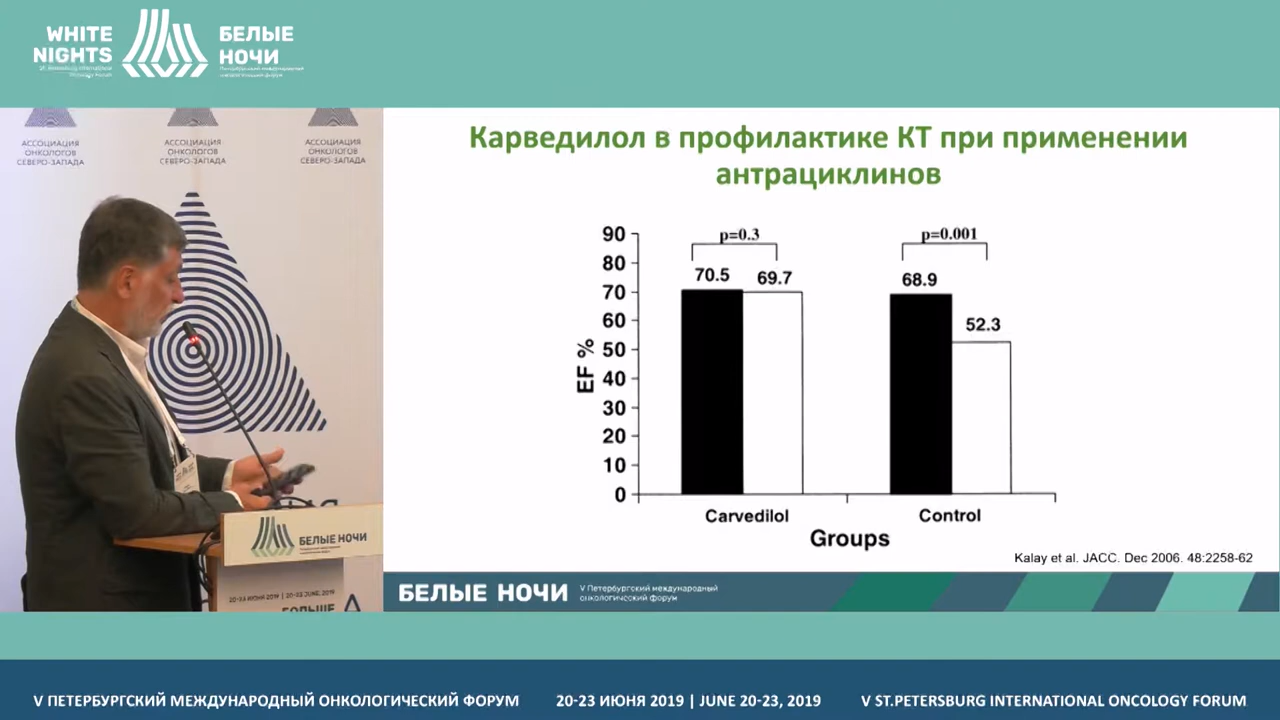 WHITE
NIGHTS
БЕЛЫЕ
НОЧИ
АССОЦИАЦИЯ
ОНКОЛОГОВ
СЕВЕРО-ЗАПАДА
АССОЦИАЦИЯ
ОНКОЛОГОВ
СЕВЕРО-ЗАПАДА
АССОЦИАЦИЯ
ОНКОЛОГОВ
СЕВЕРО-ЗАПАДА
Карведилол в профилактике КТ при применении
антрациклинов
90
80
70
60
50
40
30
20
10
0
EF %
p=0.3
70.5
69.7
p=0.001
68.9
52.3
Carvedilol
Control
Groups
Kalay et al. JACC. Dec 2006. 48:2258-62
БЕЛЫЕ НОЧИ
20-23 ИЮНЯ 2019 | 20-23 JUNE, 2019
БОЛЬШЕ
БЕЛЫЕ НОЧИ
V Петербургский международный
онкологический форум
V ПЕТЕРБУРГСКИЙ МЕЖДУНАРОДНЫЙ ОНКОЛОГИЧЕСКИЙ ФОРУМ
20-23 ИЮНЯ 2019 | JUNE 20-23, 2019
V ST.PETERSBURG INTERNATIONAL ONCOLOGY FORUM